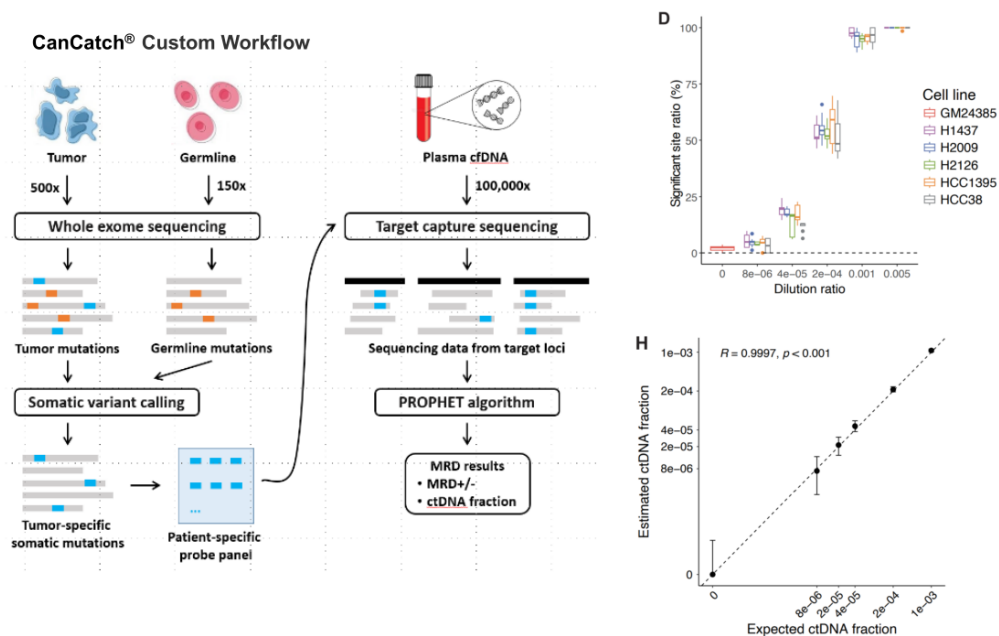 CanCatch® Custom Workflow
Tumor
Germline
Plasma cfDNA
500x
150x
100,000x
Whole exome sequencing
Target capture sequencing
Tumor mutations
Germline mutations
Sequencing data from target loci
Somatic variant calling
PROPHET algorithm
MRD results
• MRD+/-
• ctDNA fraction
...
Tumor-specific
somatic mutations
Patient-specific
probe panel
D
Significant site ratio (%)
100
75
50
25
0
0
8e-06
4e-05
2e-04
0.001
0.005
Dilution ratio
Cell line
GM24385
H1437
H2009
H2126
HCC1395
HCC38
H
R = 0.9997, p < 0.001
Estimated ctDNA fraction
1e-03
2e-04
4e-05
2e-05
8e-06
0
0
8e-06
2e-05
4e-05
2e-04
1e-03
Expected ctDNA fraction